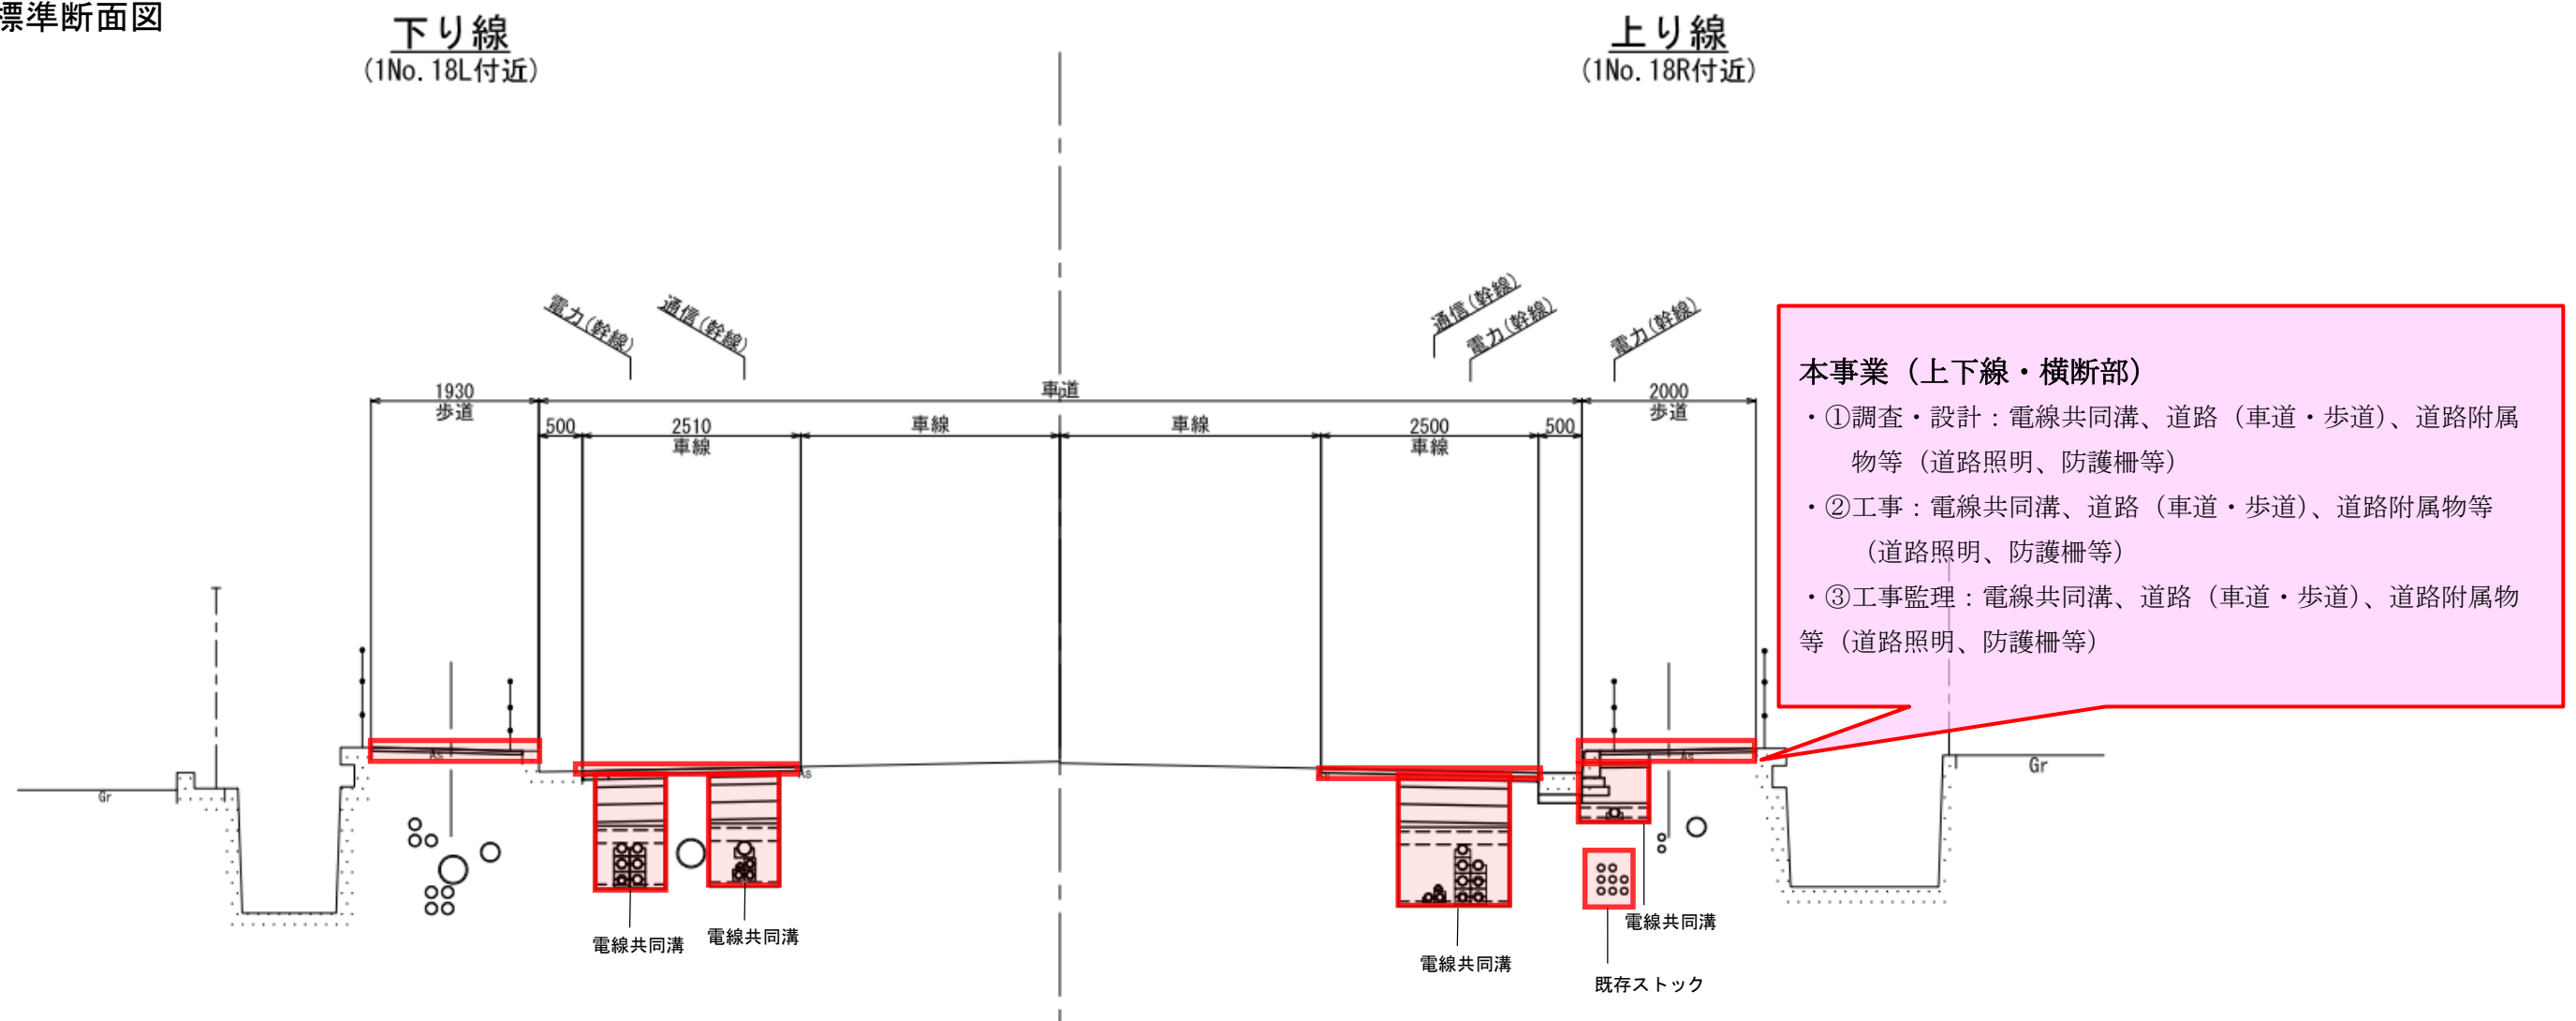 標準断面図
下り線
(1No.18L付近)
上り線
(1No.18R付近)
電力(幹線)
通信(幹線)
通信(幹線)
電力(幹線)
電力(幹線)
1930
歩道
車道
2000
歩道
500
2510
車線
車線
車線
2500
車線
500
本事業（上下線・横断部）
・①調査・設計：電線共同溝、道路（車道・歩道）、道路附属
物等（道路照明、防護柵等）
・②工事：電線共同溝、道路（車道・歩道）、道路附属物等
（道路照明、防護柵等）
・③工事監理：電線共同溝、道路（車道・歩道）、道路附属物
等（道路照明、防護柵等）
As
As
As
Gr
Gr
電線共同溝
電線共同溝
電線共同溝
電線共同溝
既存ストック